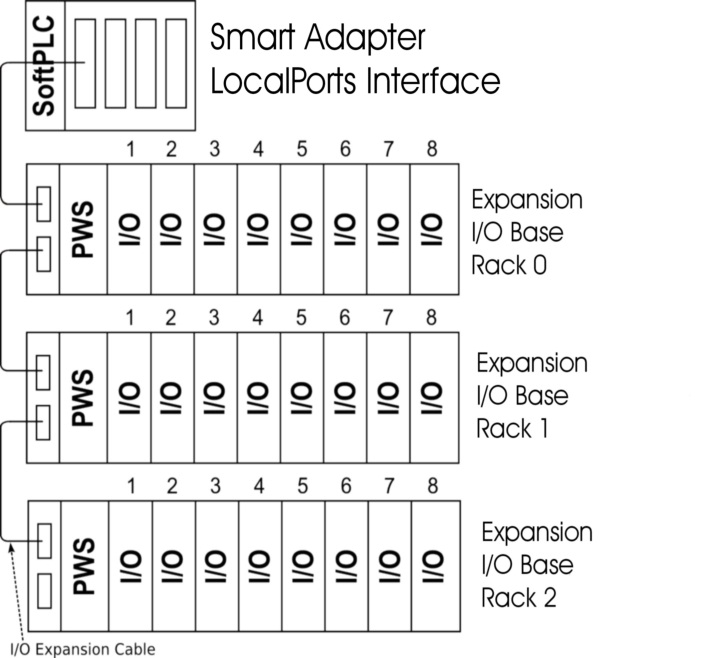 SoftPLC
Smart Adapter
LocalPorts Interface
1 2 3 4 5 6 7 8
PWS I/O I/O I/O I/O I/O I/O I/O I/O
Expansion
I/O Base
Rack 0
1 2 3 4 5 6 7 8
PWS I/O I/O I/O I/O I/O I/O I/O I/O
Expansion
I/O Base
Rack 1
1 2 3 4 5 6 7 8
PWS I/O I/O I/O I/O I/O I/O I/O I/O
Expansion
I/O Base
Rack 2
I/O Expansion Cable